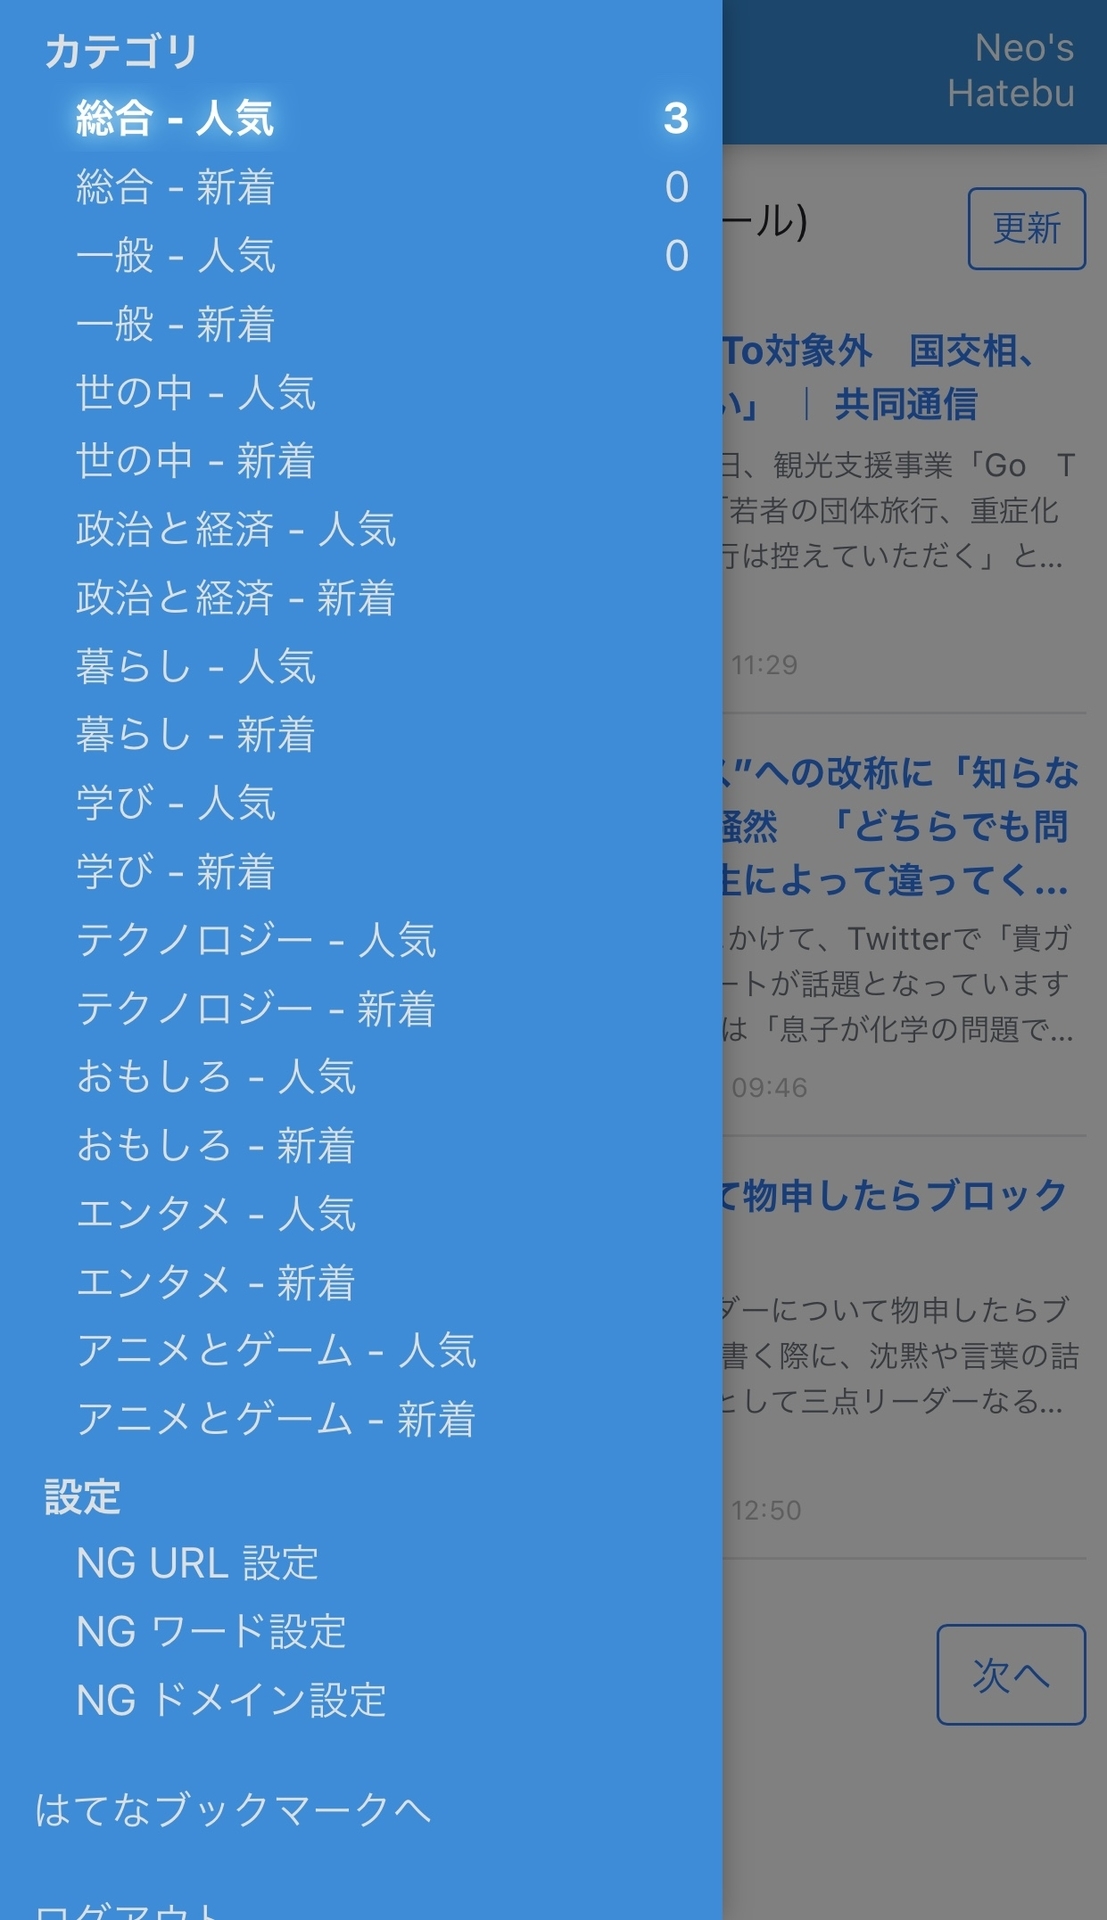 カテゴリ
総合 - 人気 3
総合 - 新着 0
一般 - 人気 0
一般 - 新着
世の中 - 人気
世の中 - 新着
政治と経済 - 人気
政治と経済 - 新着
暮らし - 人気
暮らし - 新着
学び - 人気
学び - 新着
テクノロジー - 人気
テクノロジー - 新着
おもしろ - 人気
おもしろ - 新着
エンタメ - 人気
エンタメ - 新着
アニメとゲーム - 人気
アニメとゲーム - 新着
設定
NG URL 設定
NG ワード設定
NG ドメイン設定
はてなブックマークへ
ログアウト
Neo's
Hatebu
ール)
更新
To対象外　国交相、
い」 ｜ 共同通信
日、観光支援事業「Go　T
「若者の団体旅行、重症化
行は控えていただく」と...
11:29
ス”への改称に「知らな
騒然　「どちらでも問
生によって違ってく...
かけて、Twitterで「貴ガ
ートが話題となっています
は「息子が化学の問題で...
09:46
て物申したらブロック
ダーについて物申したらブ
書く際に、沈黙や言葉の詰
として三点リーダーなる...
12:50
次へ